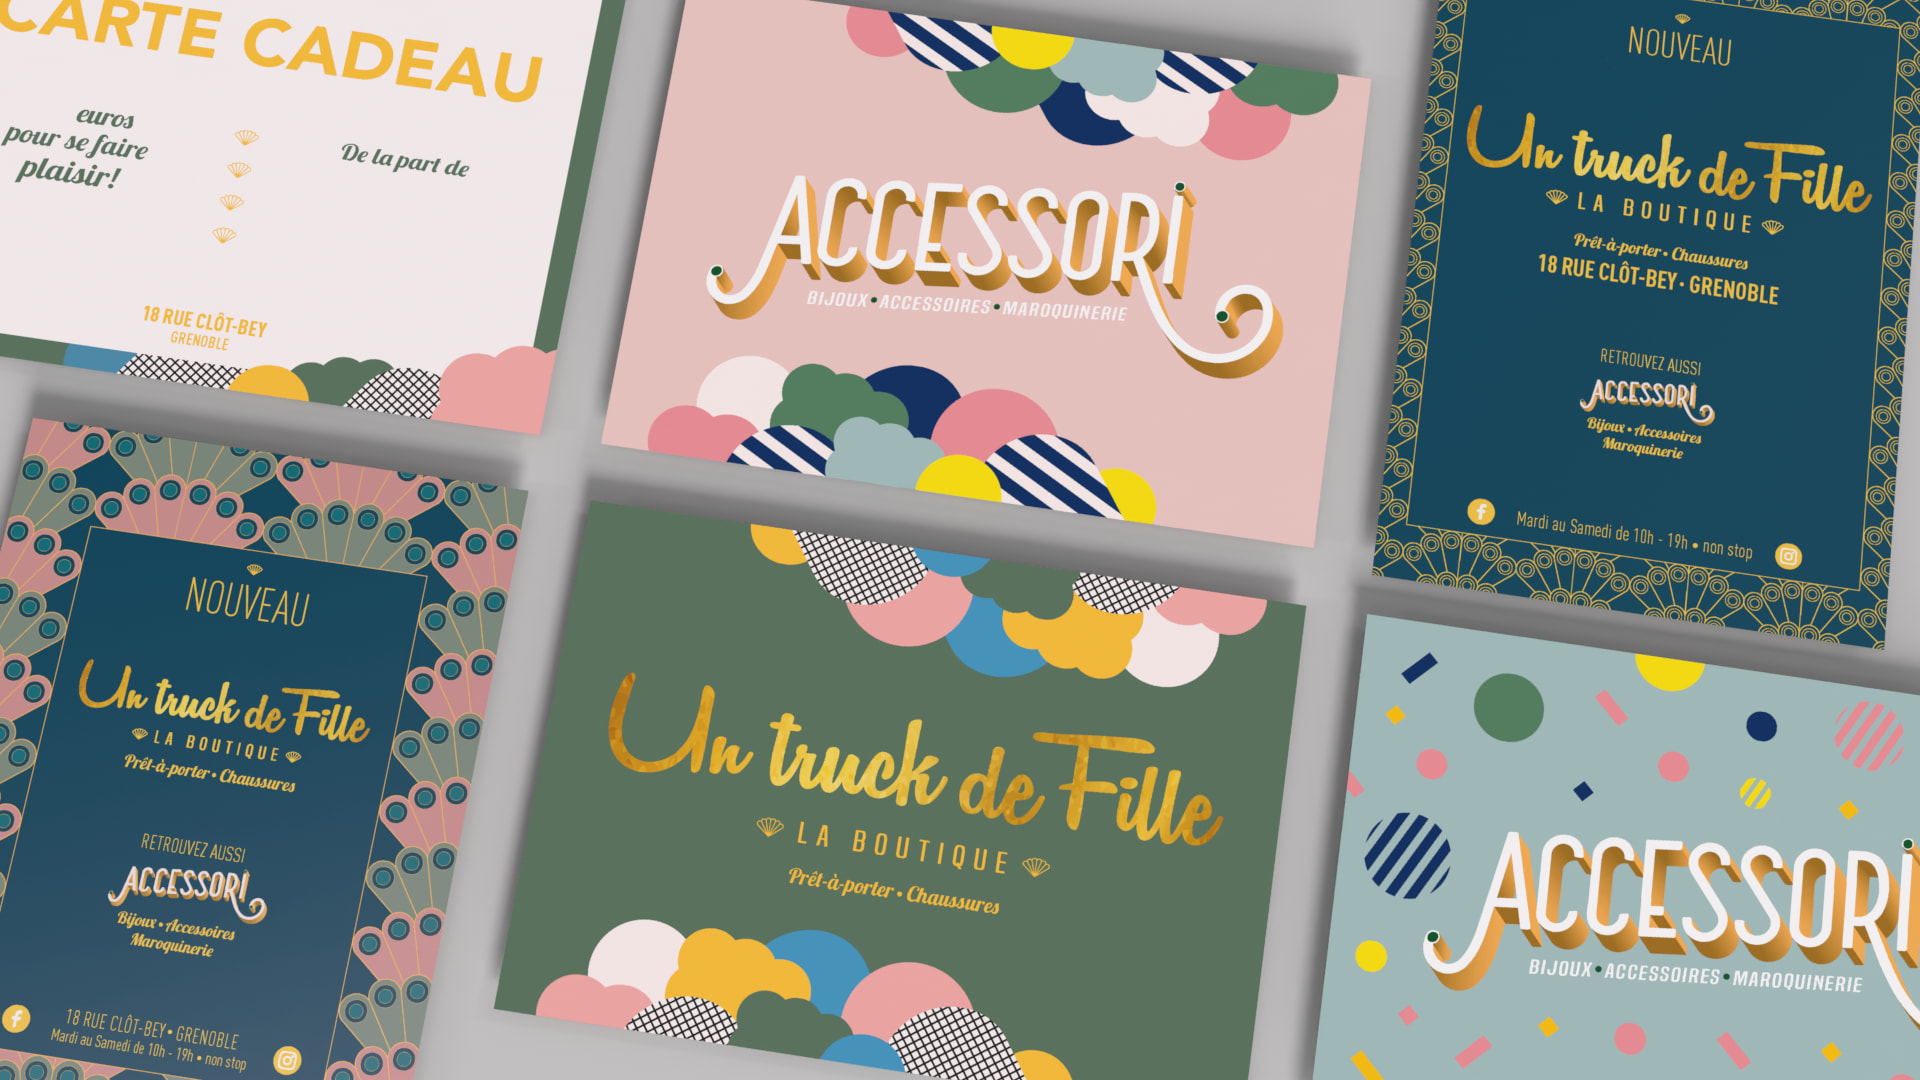 CARTE CADEAU
euros
pour se faire
plaisir!
De la part de
18 RUE CLÔT-BEY
GRENOBLE
ACCESSORI
BIJOUX•ACCESSOIRES•MAROQUINERIE
NOUVEAU
Un truck de Fille
LA BOUTIQUE
Prêt-à-porter • Chaussures
18 RUE CLÔT-BEY • GRENOBLE
RETROUVEZ AUSSI
ACCESSORI
Bijoux • Accessoires
Maroquinerie
Mardi au Samedi de 10h - 19h • non stop
NOUVEAU
Un truck de Fille
LA BOUTIQUE
Prêt-à-porter • Chaussures
RETROUVEZ AUSSI
ACCESSORI
Bijoux • Accessoires
Maroquinerie
18 RUE CLÔT-BEY • GRENOBLE
Mardi au Samedi de 10h - 19h • non stop
Un truck de Fille
LA BOUTIQUE
Prêt-à-porter • Chaussures
ACCESSORI
BIJOUX•ACCESSOIRES•MAROQUINERIE